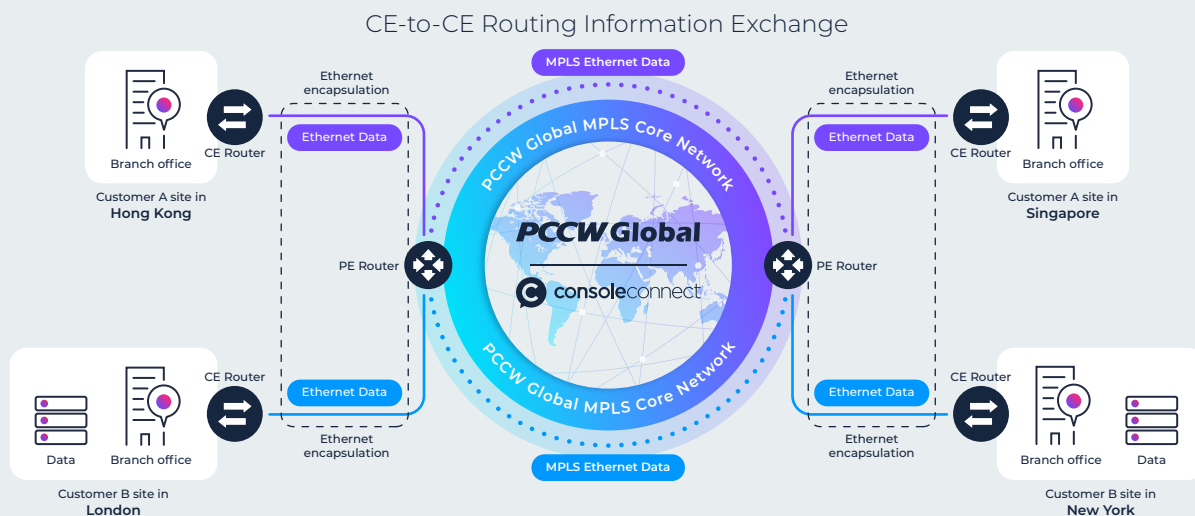 CE-to-CE Routing Information Exchange
MPLS Ethernet Data
Ethernet
encapsulation
Ethernet Data
CE Router
Branch office
Customer A site in
Hong Kong
Ethernet
encapsulation
Ethernet Data
CE Router
Branch office
Customer A site in
Singapore
PCCW Global MPLS Core Network
PCCW Global
consoleconnect
PCCW Global MPLS Core Network
PE Router
PE Router
CE Router
Ethernet Data
Ethernet
encapsulation
Data
Branch office
Customer B site in
London
MPLS Ethernet Data
CE Router
Ethernet Data
Ethernet
encapsulation
Branch office
Data
Customer B site in
New York